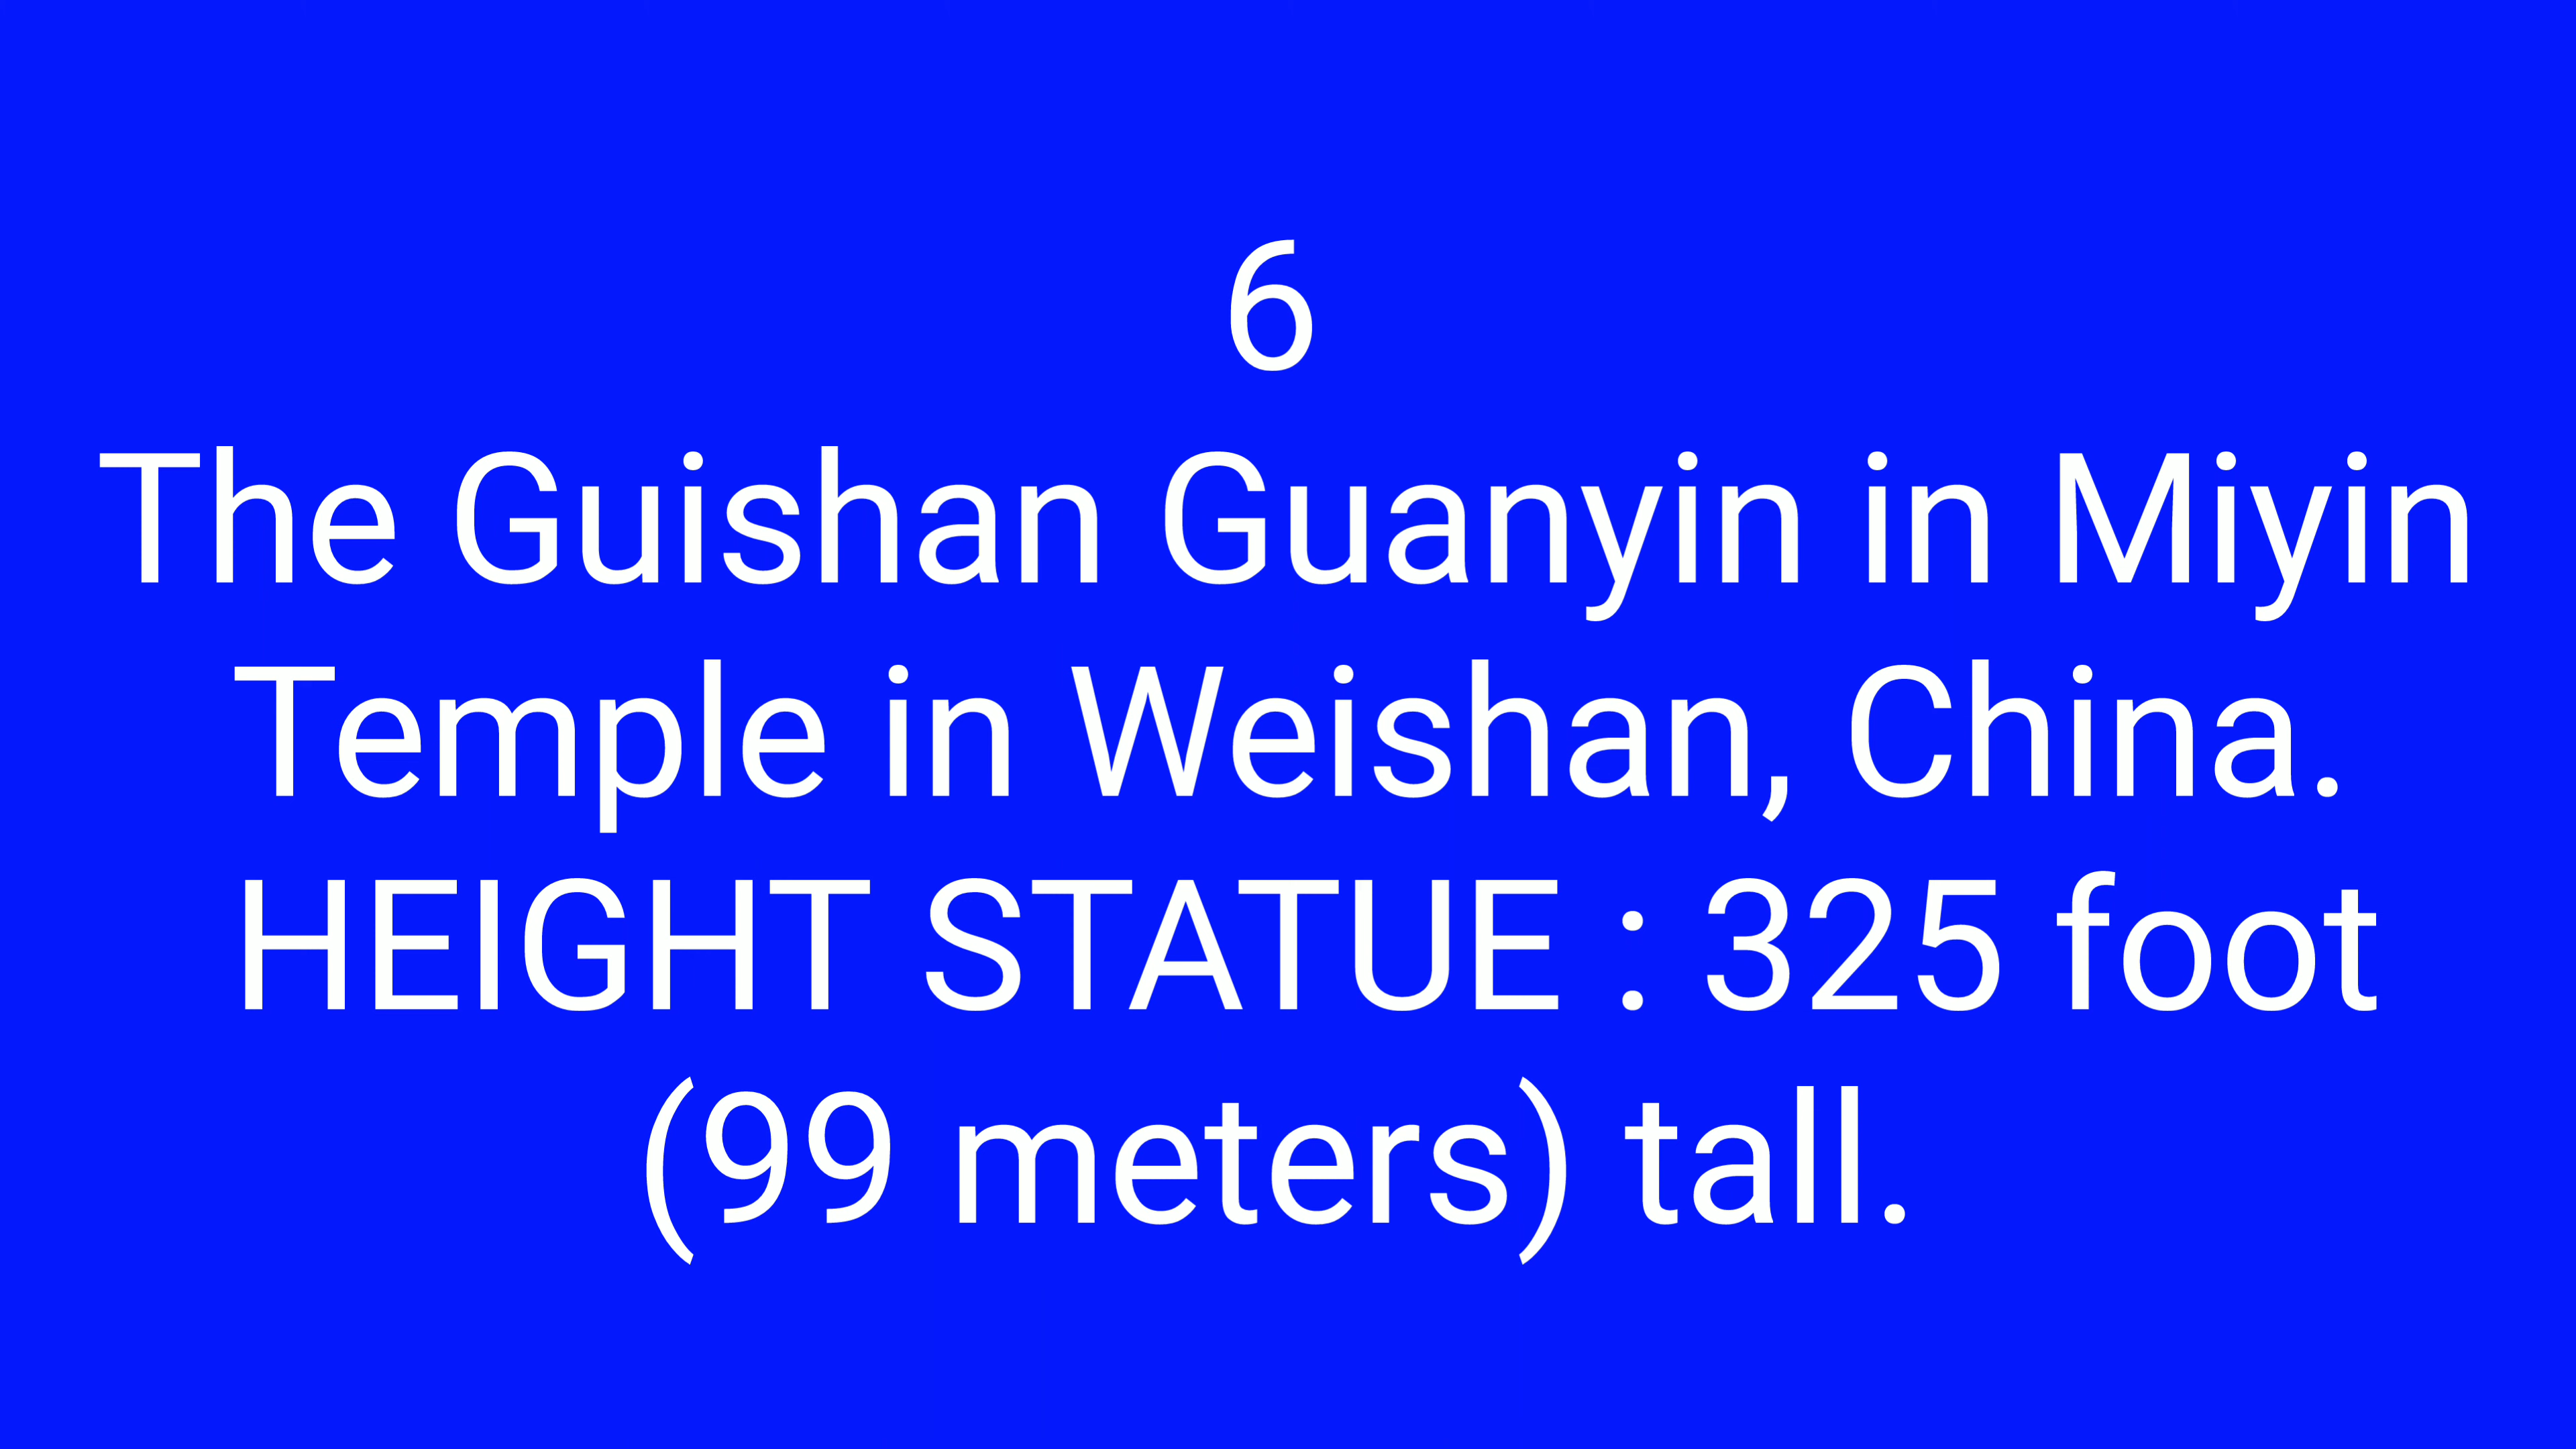 6
The Guishan Guanyin in Miyin
Temple in Weishan, China.
HEIGHT STATUE : 325 foot
(99 meters) tall.